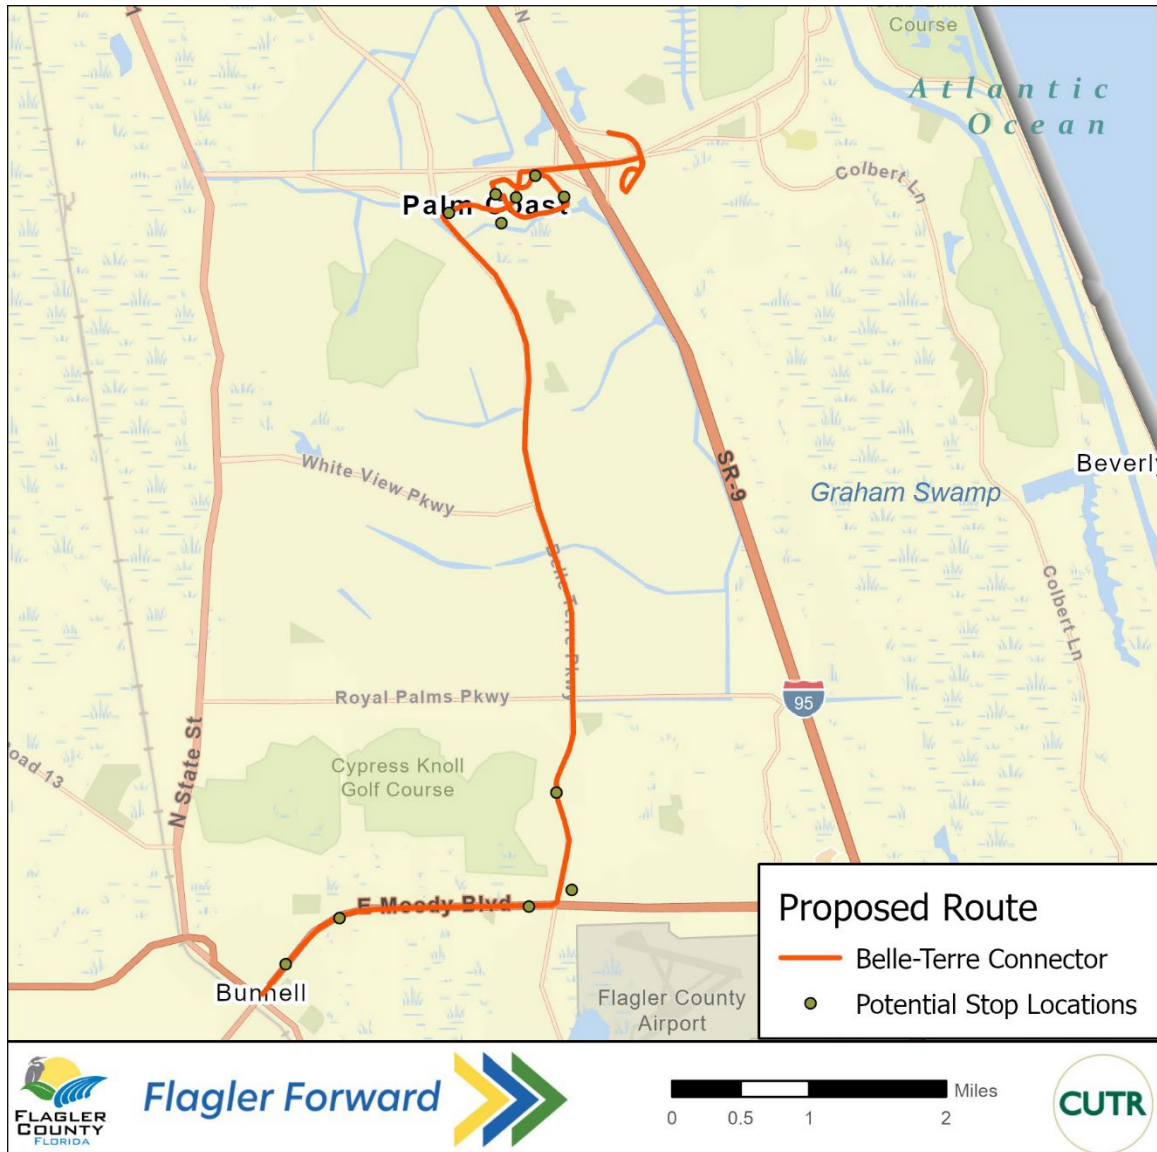 Course
Atlantic
Ocean
N
1
Colbert Ln
Palm Coast
White View Pkwy
SR-9
Graham Swamp
Beverly
Belle Terre Pkwy
Colbert Ln
Royal Palms Pkwy
95
N State St
oad 13
Cypress Knoll
Golf Course
E Moody Blvd
Bunnell
Flagler County
Airport
Proposed Route
Belle-Terre Connector
Potential Stop Locations
FLAGLER
COUNTY
FLORIDA
Flagler Forward
Miles
0 0.5 1 2
CUTR